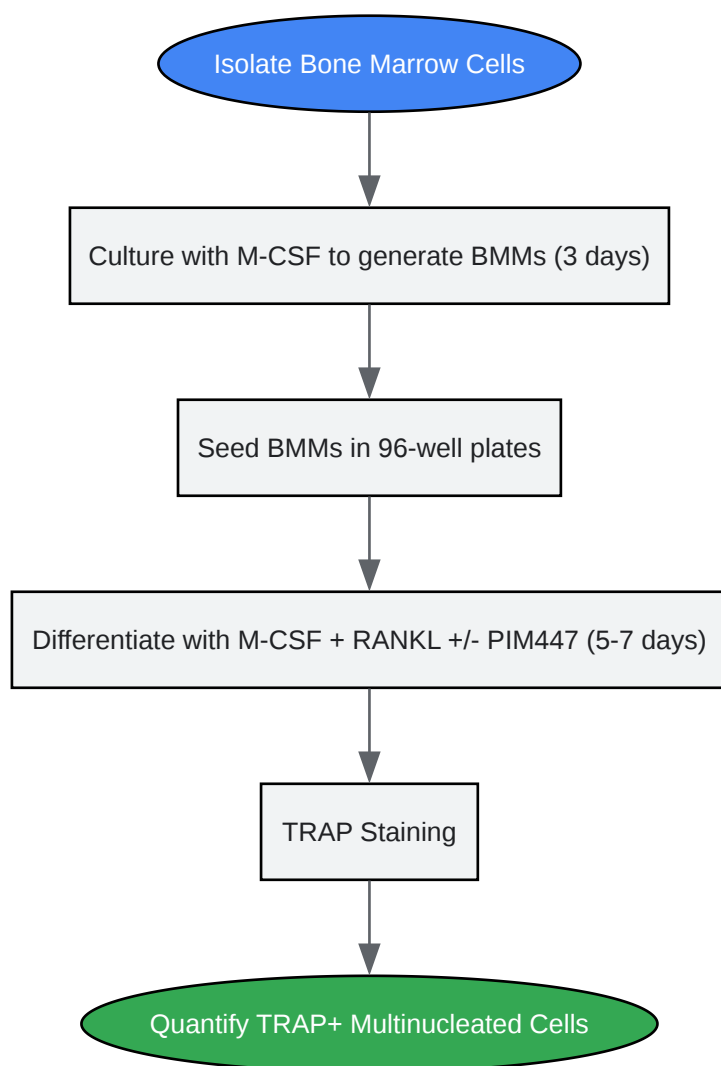 Isolate Bone Marrow Cells
Culture with M-CSF to generate BMMs (3 days)
Seed BMMs in 96-well plates
Differentiate with M-CSF + RANKL +/- PIM447 (5-7 days)
TRAP Staining
Quantify TRAP+ Multinucleated Cells